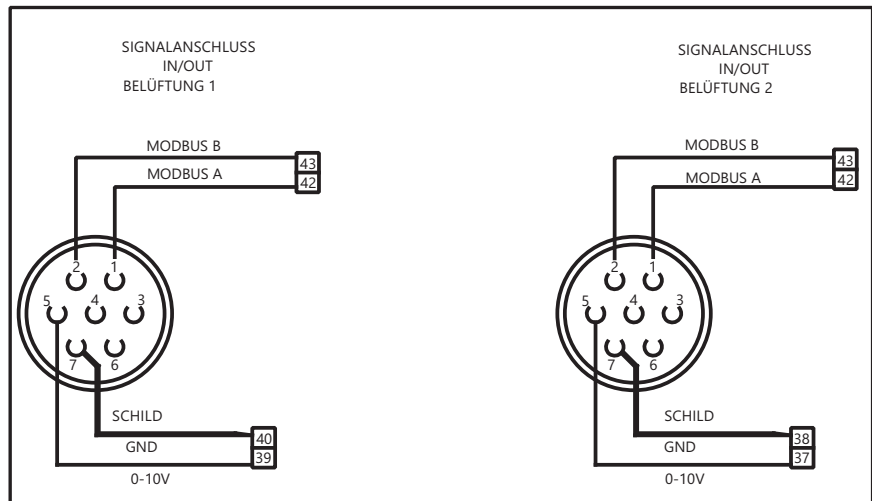 SIGNALANSCHLUSS
IN/OUT
BELÜFTUNG 1
MODBUS B
43
MODBUS A
42
2 1
5 4 3
7 6
SCHILD
40
GND
39
0-10V
SIGNALANSCHLUSS
IN/OUT
BELÜFTUNG 2
MODBUS B
43
MODBUS A
42
2 1
5 4 3
7 6
SCHILD
38
GND
37
0-10V